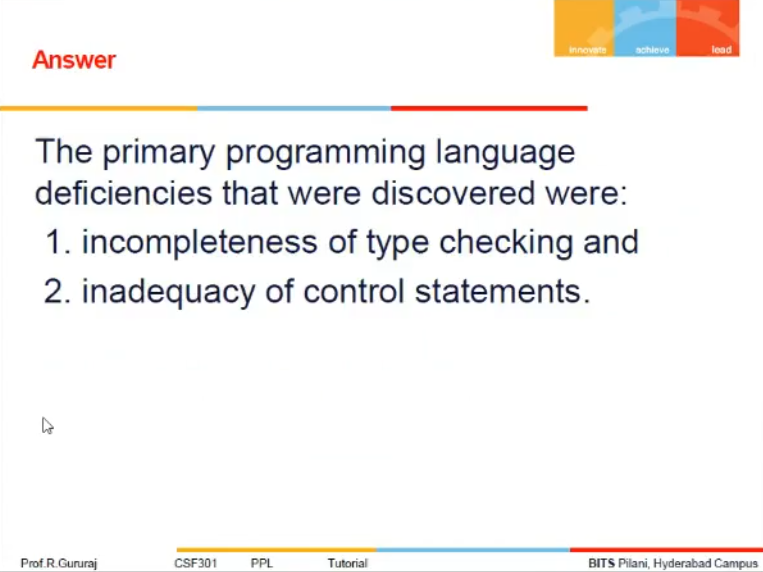 innovate achieve lead
Answer
The primary programming language
deficiencies that were discovered were:
1. incompleteness of type checking and
2. inadequacy of control statements.
Prof.R.Gururaj CSF301 PPL Tutorial BITS Pilani, Hyderabad Campus